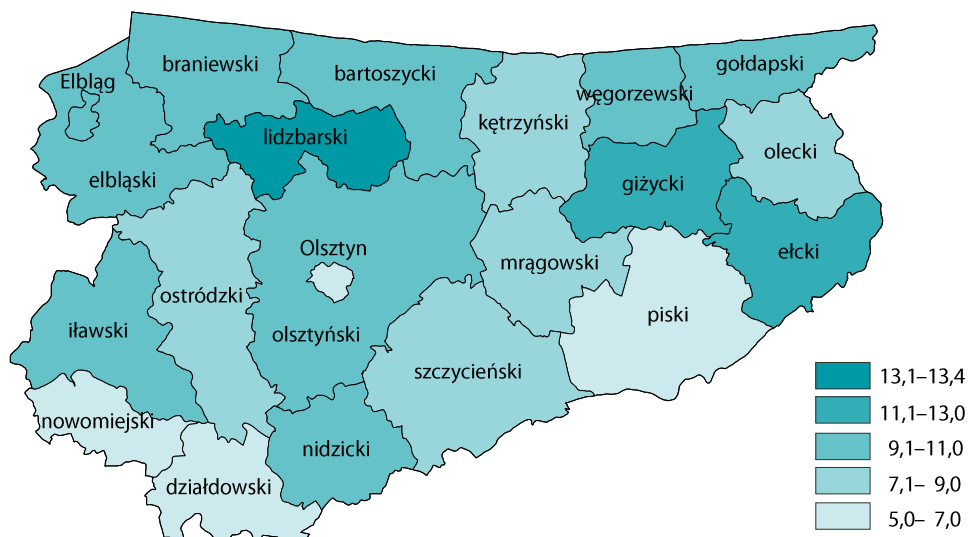 braniewski
bartoszycki
gołdapski
Elbląg
węgorzewski
kętrzyński
lidzbarski
olecki
elbląski
giżycki
Olsztyn
mrągowski
ełcki
ostródzki
iławski
olsztyński
piski
szczycieński
nowomiejski
nidzicki
działdowski
13,1–13,4
11,1–13,0
9,1–11,0
7,1– 9,0
5,0– 7,0